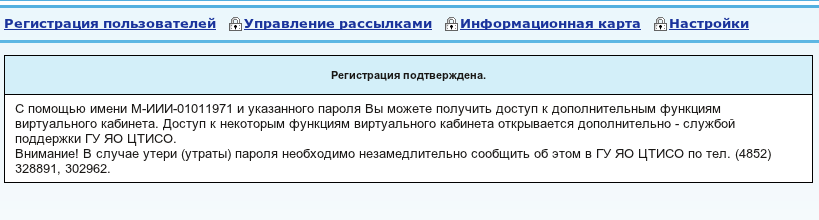 Регистрация пользователей Управление рассылками Информационная карта Настройки
Регистрация подтверждена.
С помощью имени М-ИИИ-01011971 и указанного пароля Вы можете получить доступ к дополнительным функциям
виртуального кабинета. Доступ к некоторым функциям виртуального кабинета открывается дополнительно - службой
поддержки ГУ ЯО ЦТИСО.
Внимание! В случае утери (утраты) пароля необходимо незамедлительно сообщить об этом в ГУ ЯО ЦТИСО по тел. (4852)
328891, 302962.